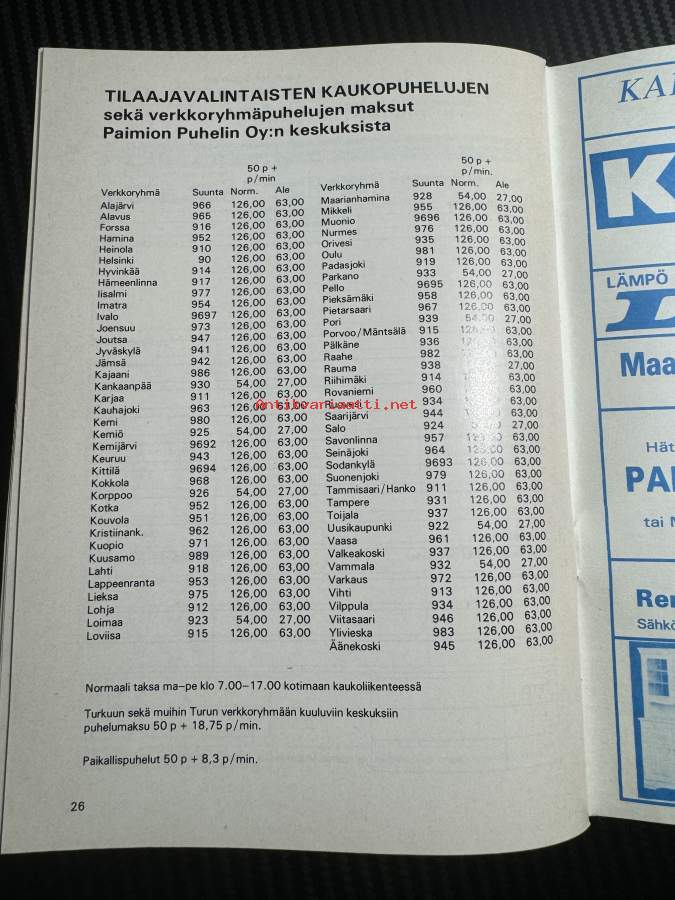 TILAAJAVALINTAISTEN KAUKOPUHELUJEN
sekä verkkoryhmäpuhelujen maksut
Paimion Puhelin Oy:n keskuksista
50 p +
p/min
Verkkoryhmä Suunta Norm. Ale
Alajärvi 966 126,00 63,00
Alavus 965 126,00 63,00
Forssa 916 126,00 63,00
Hamina 952 126,00 63,00
Heinola 910 126,00 63,00
Helsinki 90 126,00 63,00
Hyvinkää 914 126,00 63,00
Hämeenlinna 917 126,00 63,00
Iisalmi 977 126,00 63,00
Imatra 954 126,00 63,00
Ivalo 9697 126,00 63,00
Joensuu 973 126,00 63,00
Joutsa 947 126,00 63,00
Jyväskylä 941 126,00 63,00
Jämsä 942 126,00 63,00
Kajaani 986 126,00 63,00
Kankaanpää 930 54,00 27,00
Karjaa 911 126,00 63,00
Kauhajoki 963 126,00 63,00
Kemi 980 126,00 63,00
Kemiö 925 54,00 27,00
Kemijärvi 9692 126,00 63,00
Keuruu 943 126,00 63,00
Kittilä 9694 126,00 63,00
Kokkola 968 126,00 63,00
Korppoo 926 54,00 27,00
Kotka 952 126,00 63,00
Kouvola 951 126,00 63,00
Kristiinank. 962 126,00 63,00
Kuopio 971 126,00 63,00
Kuusamo 989 126,00 63,00
Lahti 918 126,00 63,00
Lappeenranta 953 126,00 63,00
Lieksa 975 126,00 63,00
Lohja 912 126,00 63,00
Loimaa 923 54,00 27,00
Loviisa 915 126,00 63,00
50 p +
p/min.
Verkkoryhmä Suunta Norm. Ale
Maarianhamina 928 54,00 27,00
Mikkeli 955 126,00 63,00
Muonio 9696 126,00 63,00
Nurmes 976 126,00 63,00
Orivesi 935 126,00 63,00
Oulu 981 126,00 63,00
Padasjoki 919 126,00 63,00
Parkano 933 54,00 27,00
Pello 9695 126,00 63,00
Pieksämäki 958 126,00 63,00
Pietarsaari 967 126,00 63,00
Pori 939 54,00 27,00
Porvoo/Mäntsälä 915 63,00
Pälkäne 936 63,00
Raahe 982 63,00
Rauma 938 27,00
Riihimäki 914 63,00
Rovaniemi 960 63,00
934 63,00
Saarijärvi 944 63,00
Salo 924 27,00
Savonlinna 957 63,00
Seinäjoki 964 63,00
Sodankylä 9693 126,00 63,00
Suonenjoki 979 126,00 63,00
Tammisaari/Hanko 911 126,00 63,00
Tampere 931 126,00 63,00
Toijala 937 126,00 63,00
Uusikaupunki 922 54,00 27,00
Vaasa 961 126,00 63,00
Valkeakoski 937 126,00 63,00
Vammala 932 54,00 27,00
Varkaus 972 126,00 63,00
Vihti 913 126,00 63,00
Vilppula 934 126,00 63,00
Viitasaari 946 126,00 63,00
Ylivieska 983 126,00 63,00
Äänekoski 945 126,00 63,00
Antikvariaatti.net
Normaali taksa ma–pe klo 7.00–17.00 kotimaan kaukoliikenteessä
Turkuun sekä muihin Turun verkkoryhmään kuuluviin keskuksiin
puhelumaksu 50 p + 18,75 p/min.
Paikallispuhelut 50 p + 8,3 p/min.
26
K
LÄMPÖ
Maa
Hät
PAI
tai
Ren
Sähkö